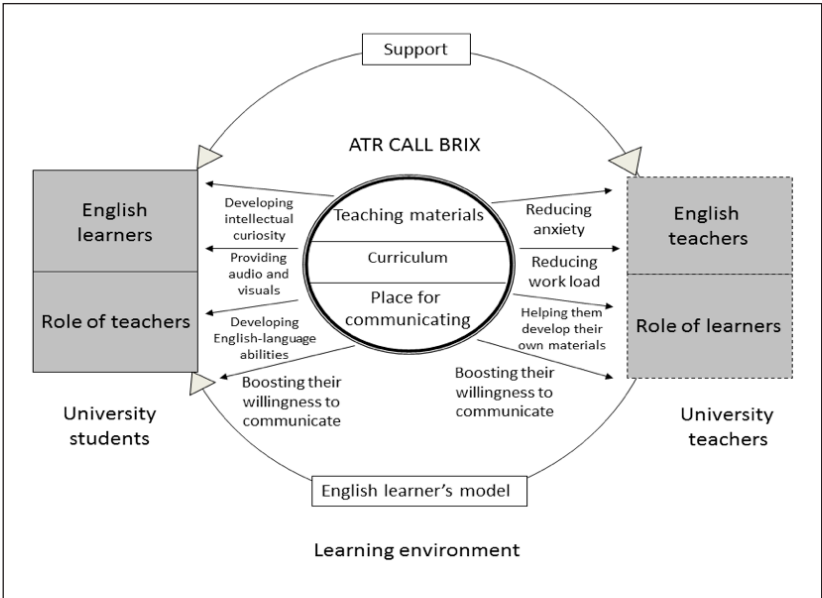 Support
ATR CALL BRIX
English
learners
Role of teachers
University
students
Developing
intellectual
curiosity
Providing
audio and
visuals
Developing
English-language
abilities
Boosting their
willingness to
communicate
Teaching materials
Curriculum
Place for
communicating
Reducing
anxiety
Reducing
work load
Helping them
develop their
own materials
Boosting their
willingness to
communicate
English
teachers
Role of learners
University
teachers
English learner’s model
Learning environment